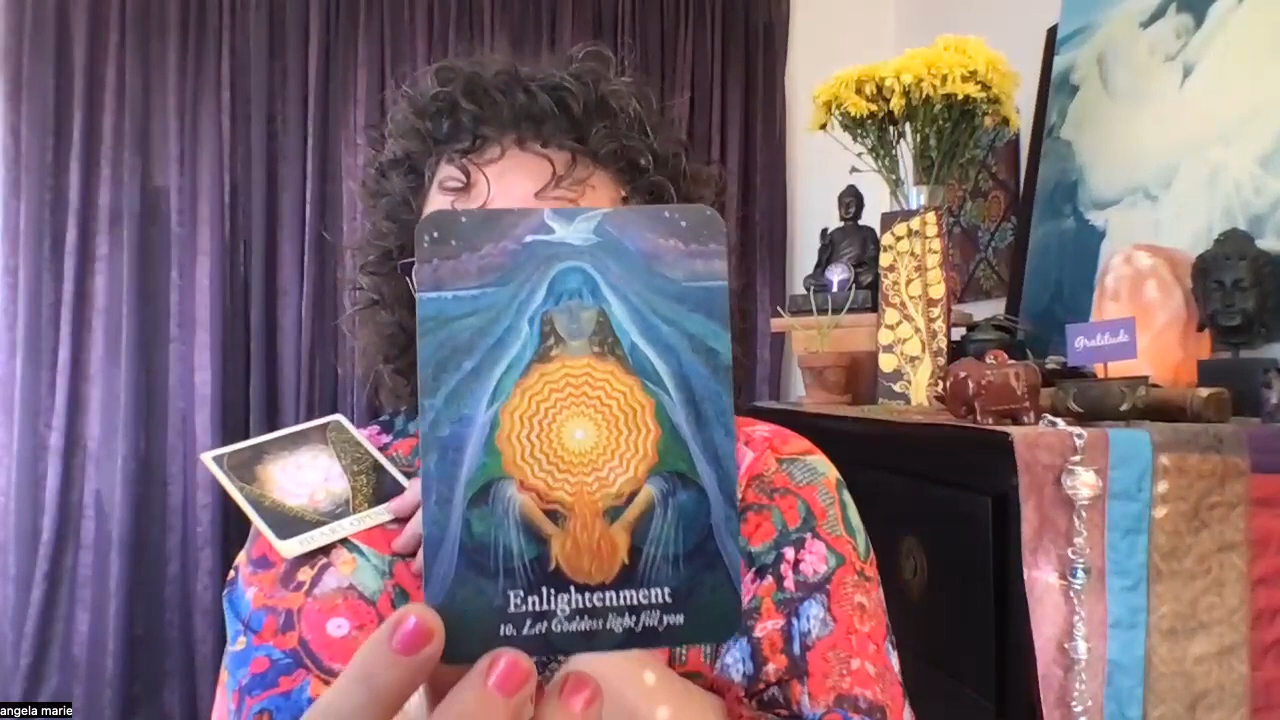 Gratitude
HEART OPEN
Enlightenment
10. Let Goddess light fill you
angela marie